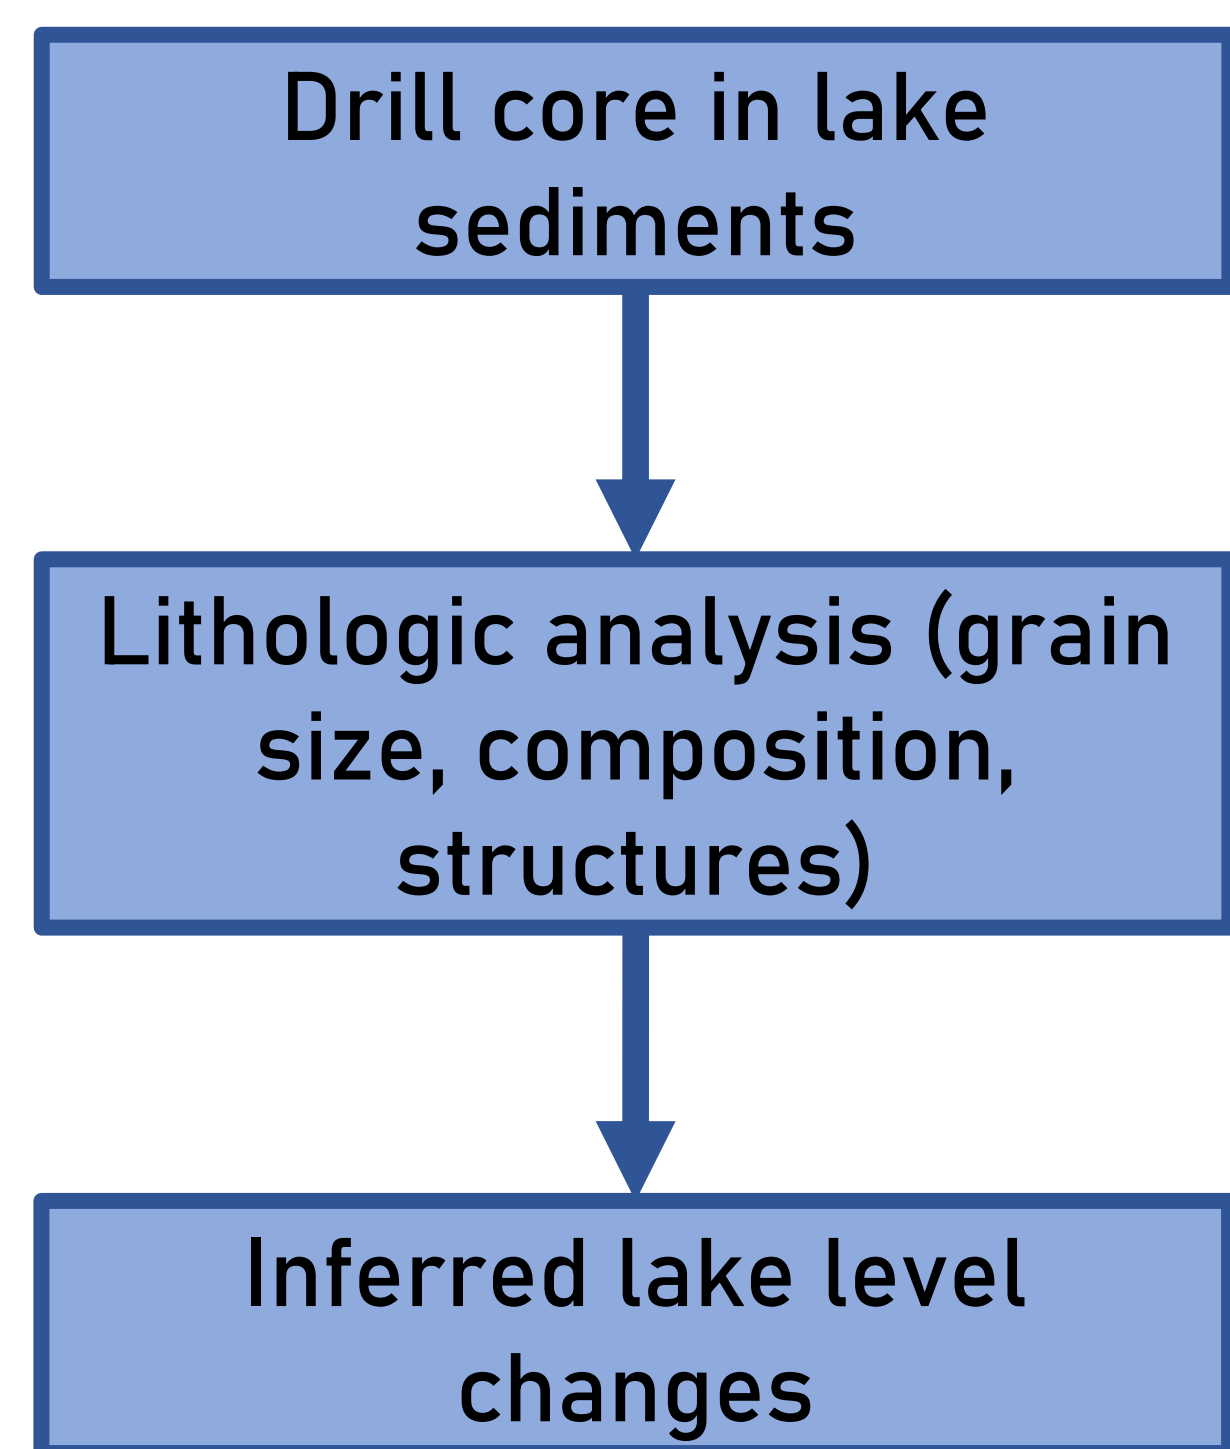 Drill core in lake
sediments
Lithologic analysis (grain
size, composition,
structures)
Inferred lake level
changes